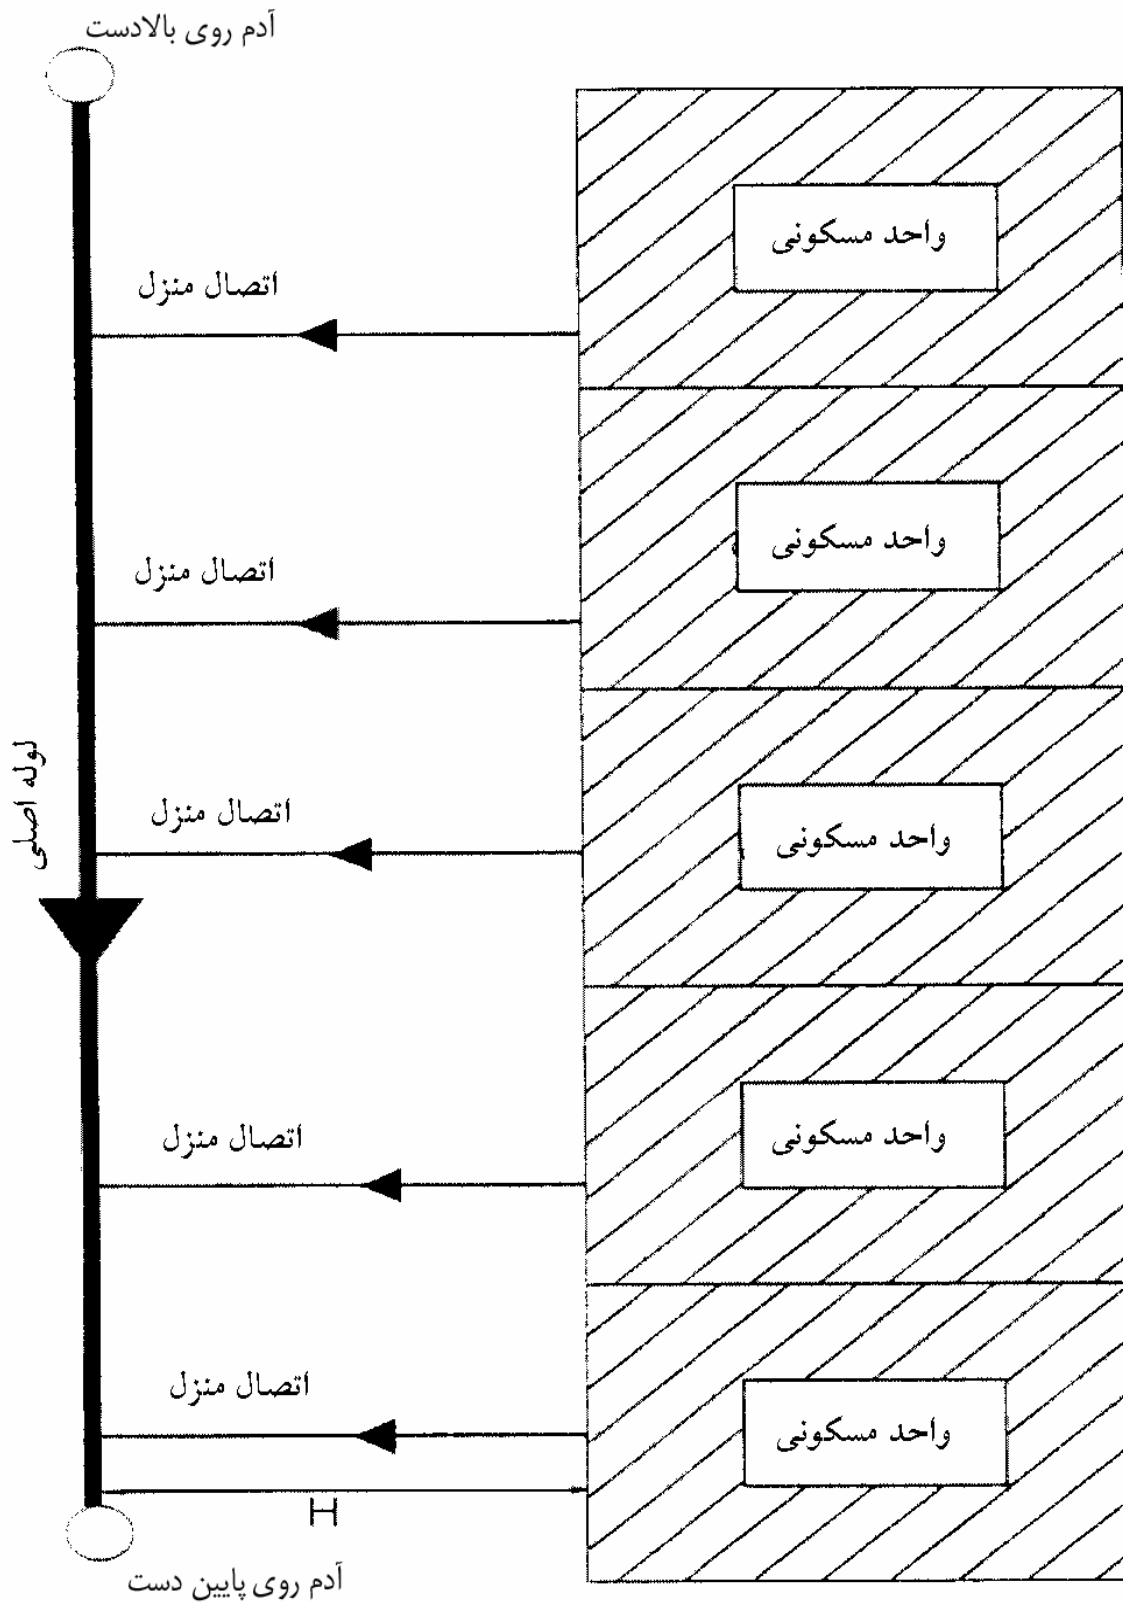 آدم روی بالادست
واحد مسکونی
اتصال منزل
واحد مسکونی
اتصال منزل
لوله اصلی
اتصال منزل
واحد مسکونی
اتصال منزل
واحد مسکونی
اتصال منزل
واحد مسکونی
H
آدم روی پایین دست